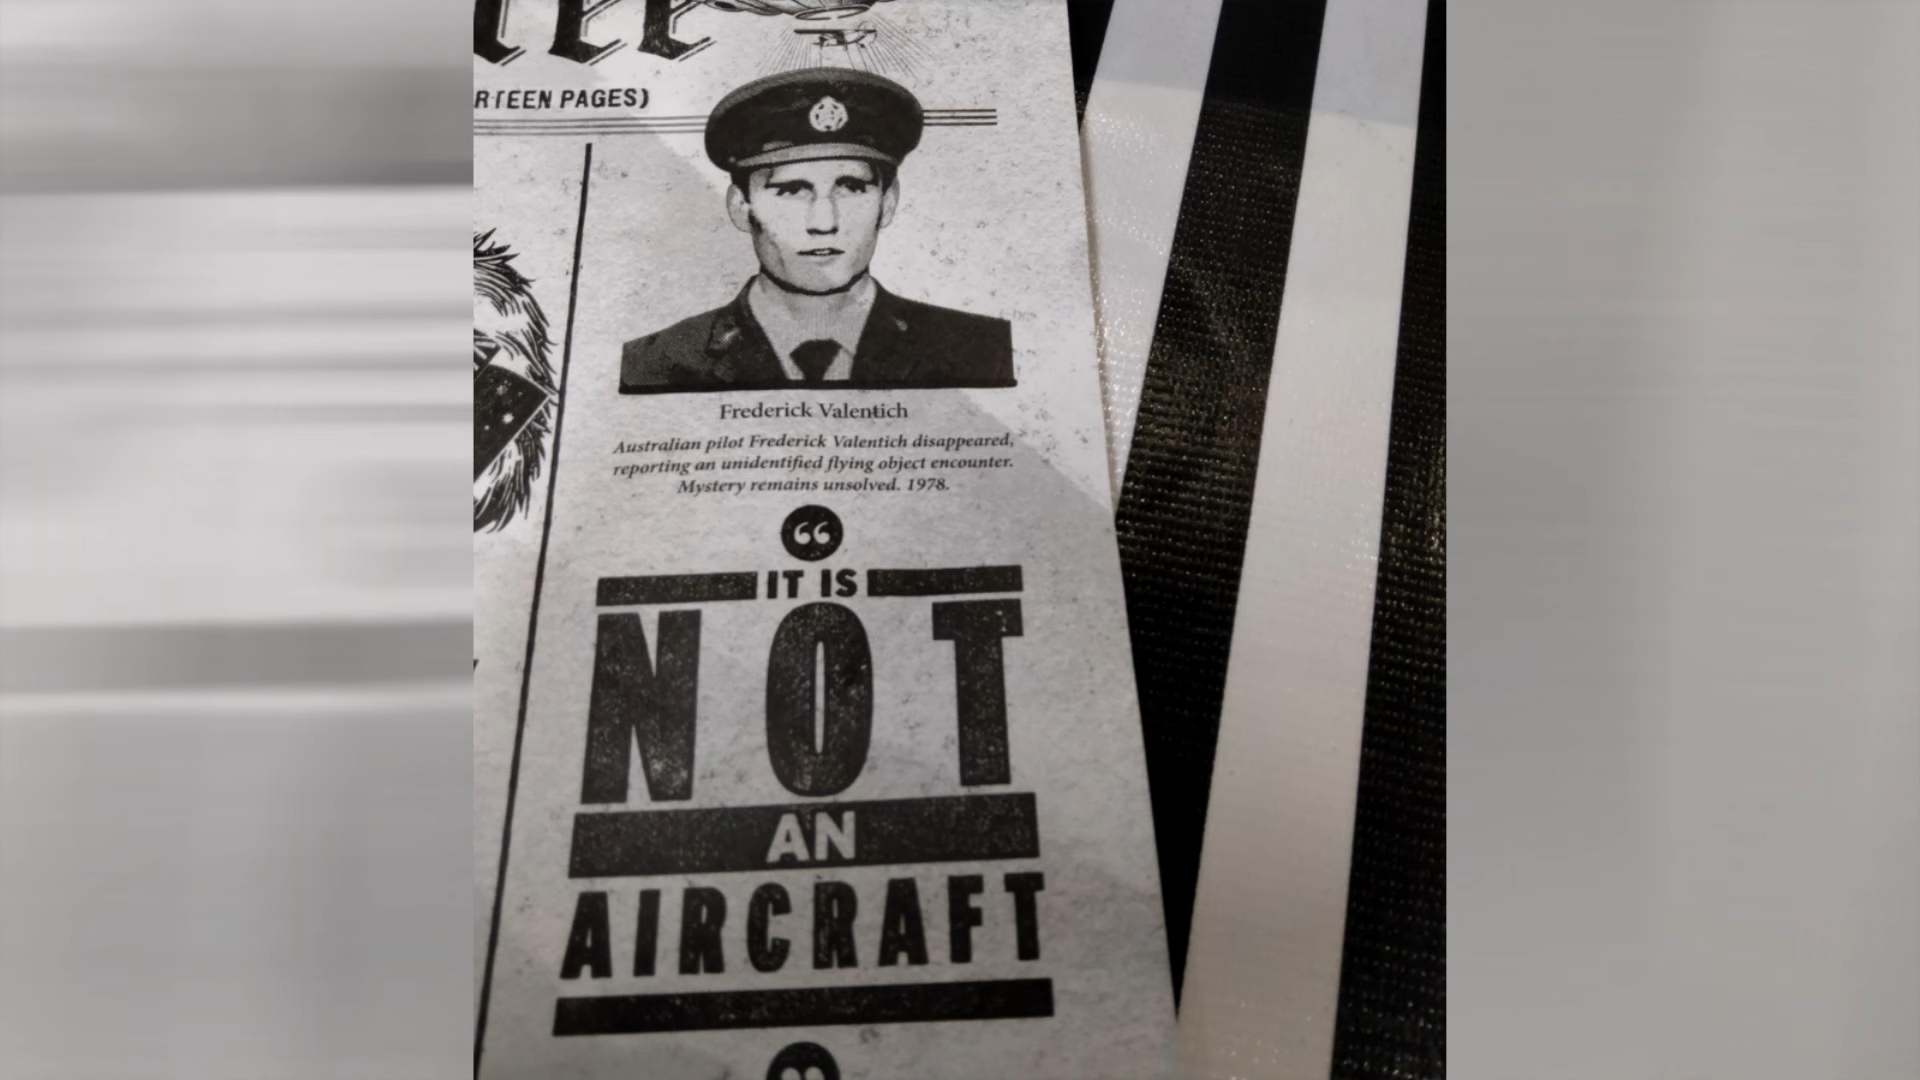 RTEEN PAGES)
Frederick Valentich
Australian pilot Frederick Valentich disappeared,
reporting an unidentified flying object encounter.
Mystery remains unsolved. 1978.
“
IT IS
NOT
AN
AIRCRAFT
”